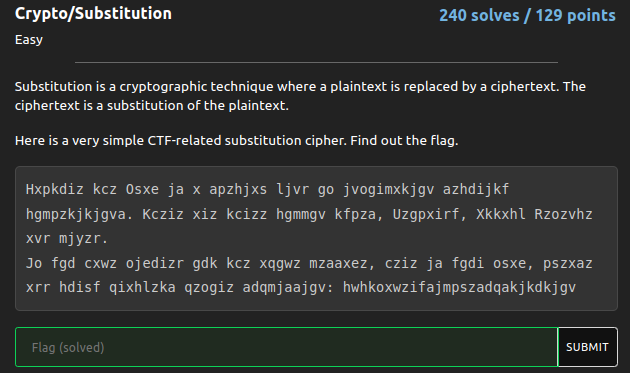 Crypto/Substitution
240 solves / 129 points
Easy
Substitution is a cryptographic technique where a plaintext is replaced by a ciphertext. The
ciphertext is a substitution of the plaintext.
Here is a very simple CTF-related substitution cipher. Find out the flag.
Hxpkdiz kcz Osxe ja x apzhjxs ljvr go jvogimxkjgv azhdijkf
hgmpzkjkjgva. Kcziz xiz kcizz hgmmgv kfpza, Uzgpxirf, Xkkxhl Rzozvhz
xvr mjyzr.
Jo fgd cxwz ojedizr gdk kcz xqgwz mzaaxez, cziz ja fgdi osxe, pszxaz
xrr hdisf qixhlzka qzogiz adqmjaajgv: hwhkoxwzifajmpszadqakjkdkjgv
Flag (solved)
SUBMIT